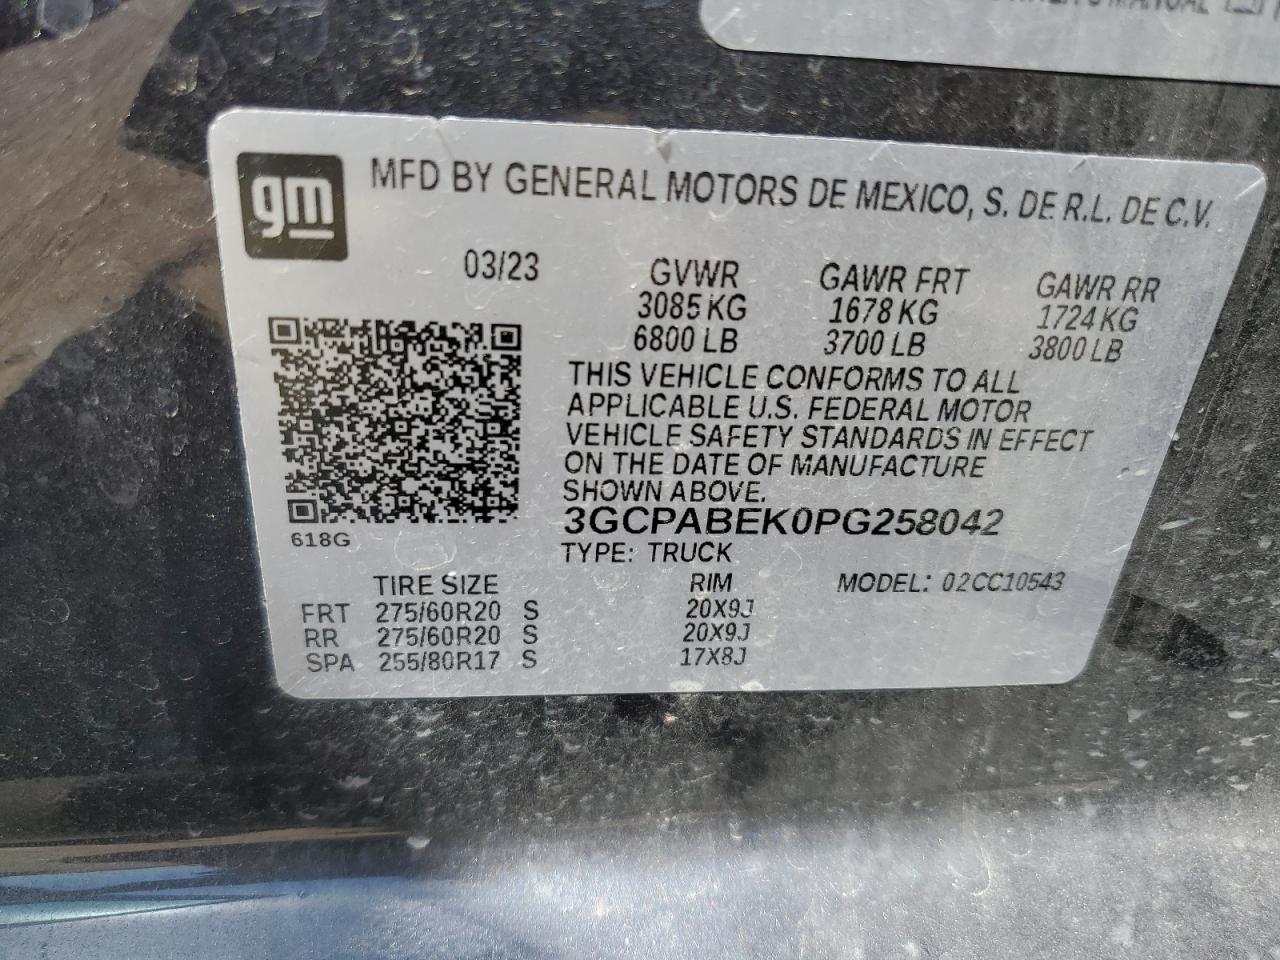 MANUAL
gm
MFD BY GENERAL MOTORS DE MEXICO, S. DE R.L. DE C.V.
03/23
GVWR GAWR FRT GAWR RR
3085 KG 1678 KG 1724 KG
6800 LB 3700 LB 3800 LB
THIS VEHICLE CONFORMS TO ALL
APPLICABLE U.S. FEDERAL MOTOR
VEHICLE SAFETY STANDARDS IN EFFECT
ON THE DATE OF MANUFACTURE
SHOWN ABOVE.
3GCPABEK0PG258042
618G
TYPE: TRUCK
TIRE SIZE RIM MODEL: 02CC10543
FRT 275/60R20 S 20X9J
RR 275/60R20 S 20X9J
SPA 255/80R17 S 17X8J